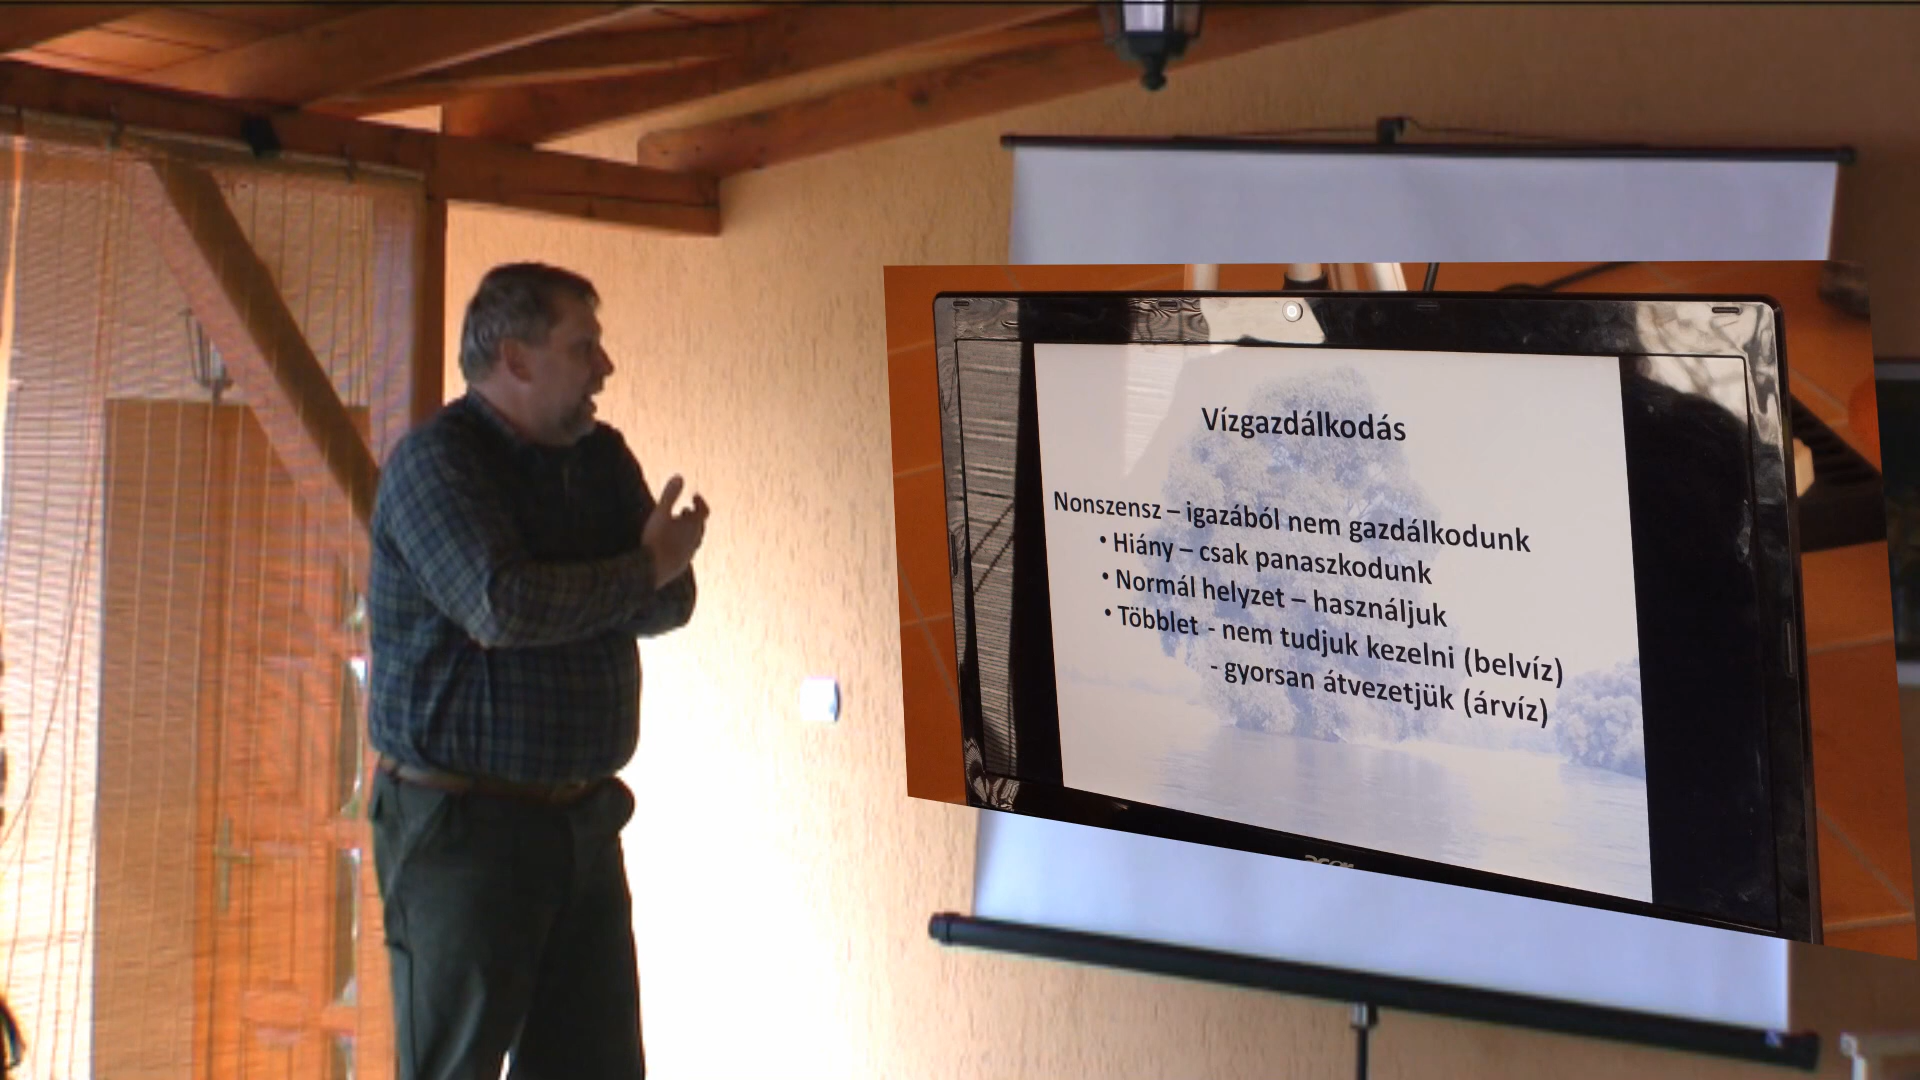 Vízgazdálkodás
Nonszensz – igazából nem gazdálkodunk
• Hiány – csak panaszkodunk
• Normál helyzet – használjuk
• Többlet - nem tudjuk kezelni (belvíz)
- gyorsan átvezetjük (árvíz)
acer